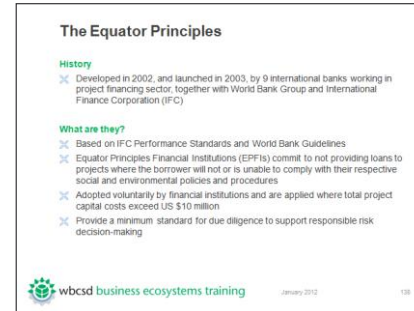 The Equator Principles
History
Developed in 2002, and launched in 2003, by 9 international banks working in
project financing sector, together with World Bank Group and International
Finance Corporation (IFC)
What are they?
Based on IFC Performance Standards and World Bank Guidelines
Equator Principles Financial Institutions (EPFIs) commit to not providing loans to
projects where the borrower will not or is unable to comply with their respective
social and environmental policies and procedures
Adopted voluntarily by financial institutions and are applied where total project
capital costs exceed US $10 million
Provide a minimum standard for due diligence to support responsible risk
decision-making
wbcsd business ecosystems training
January 2012
138